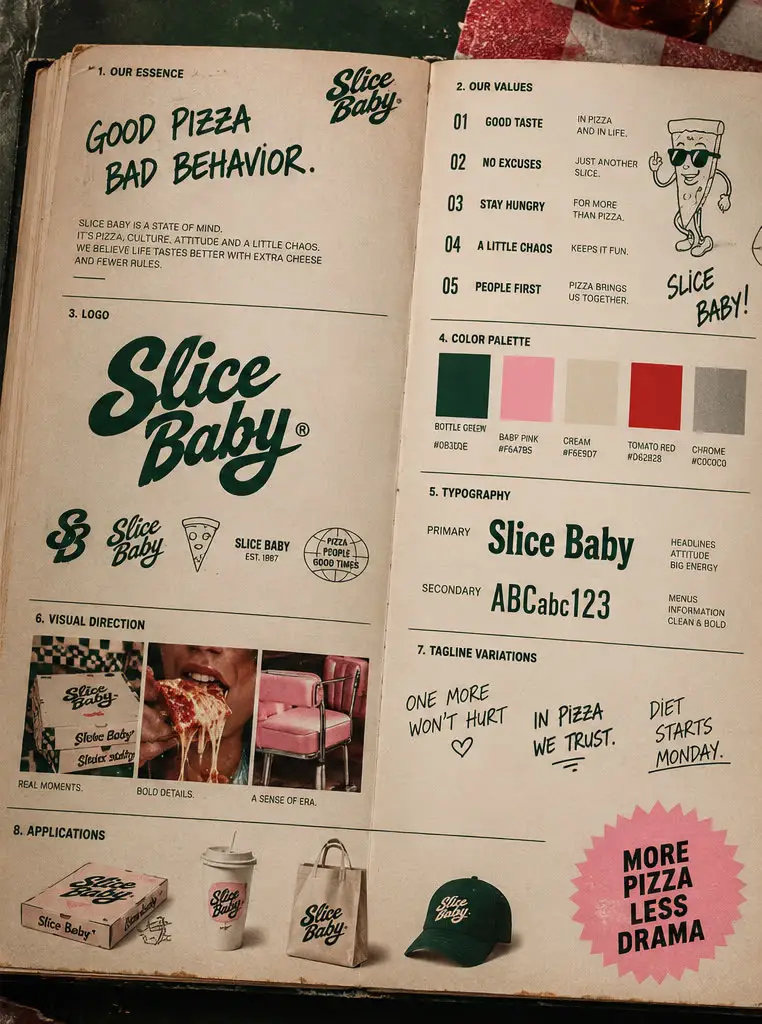 1. OUR ESSENCE
Slice
Baby
GOOD PIZZA
BAD BEHAVIOR.
SLICE BABY IS A STATE OF MIND.
IT'S PIZZA, CULTURE, ATTITUDE AND A LITTLE CHAOS.
WE BELIEVE LIFE TASTES BETTER WITH EXTRA CHEESE
AND FEWER RULES.
2. OUR VALUES
01 GOOD TASTE IN PIZZA
AND IN LIFE.
02 NO EXCUSES JUST ANOTHER
SLICE.
03 STAY HUNGRY FOR MORE
THAN PIZZA.
04 A LITTLE CHAOS KEEPS IT FUN.
05 PEOPLE FIRST PIZZA BRINGS
US TOGETHER.
SLICE
BABY!
3. LOGO
Slice
Baby®
SB
Slice
Baby
SLICE BABY
EST. 1987
PIZZA
PEOPLE
GOOD TIMES
4. COLOR PALETTE
BOTTLE GREEN
BABY PINK
#F6A7B5
CREAM
#F6E9D7
TOMATO RED
#D62828
CHROME
#C0C0C0
5. TYPOGRAPHY
PRIMARY
Slice Baby
HEADLINES
ATTITUDE
BIG ENERGY
SECONDARY
ABCabc123
MENUS
INFORMATION
CLEAN & BOLD
6. VISUAL DIRECTION
Slice
Baby
REAL MOMENTS.
BOLD DETAILS.
A SENSE OF ERA.
7. TAGLINE VARIATIONS
ONE MORE
WON'T HURT
IN PIZZA
WE TRUST.
DIET
STARTS
MONDAY.
8. APPLICATIONS
Slice
Baby
Slice Baby
Slice
Baby
Slice
Baby
Slice
Baby
MORE
PIZZA
LESS
DRAMA